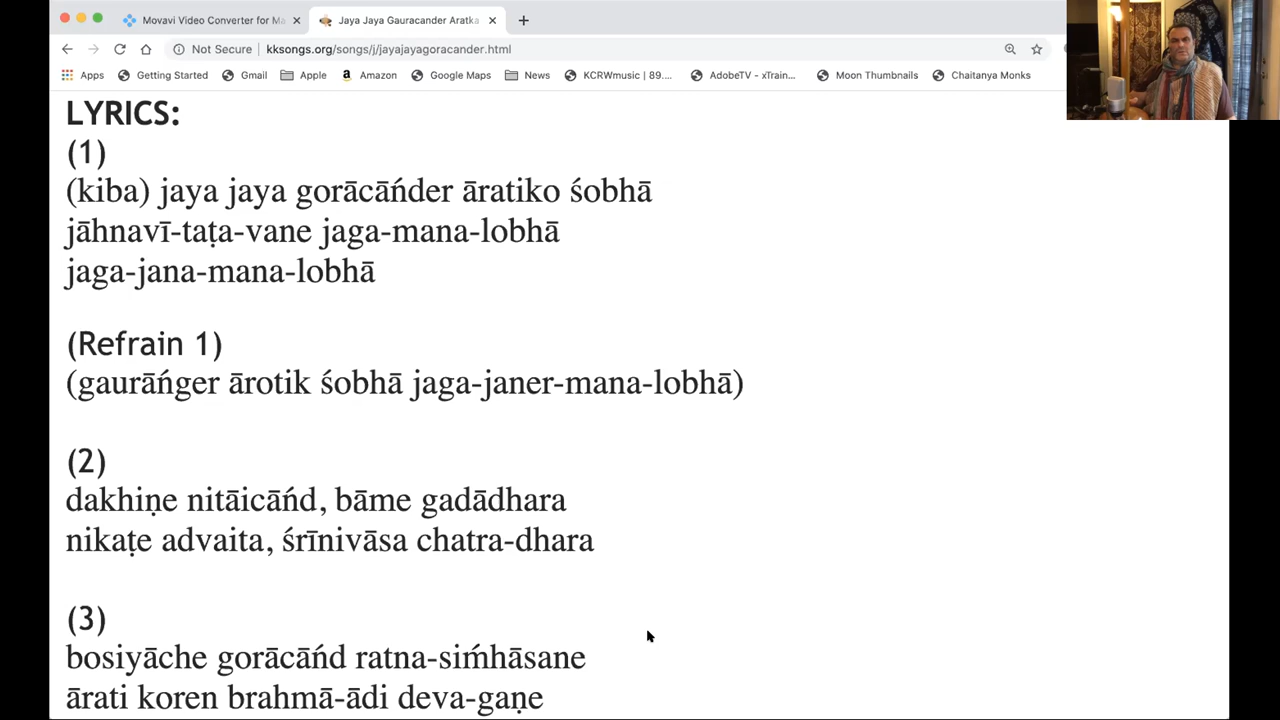 Movavi Video Converter for Ma
Jaya Jaya Gauracander Aratka
Not Secure
kksongs.org/songs/j/jayajayagoracander.html
Apps
Getting Started
Gmail
Apple
Amazon
Google Maps
News
KCRWmusic | 89....
AdobeTV - xTrain...
Moon Thumbnails
Chaitanya Monks
LYRICS:
(1)
(kiba) jaya jaya gorācāńder āratiko śobhā
jāhnavī-taṭa-vane jaga-mana-lobhā
jaga-jana-mana-lobhā
(Refrain 1)
(gaurāńger ārotik śobhā jaga-janer-mana-lobhā)
(2)
dakhiṇe nitāicāńd, bāme gadādhara
nikaṭe advaita, śrīnivāsa chatra-dhara
(3)
bosiyāche gorācāńd ratna-siḿhāsane
ārati koren brahmā-ādi deva-gaṇe